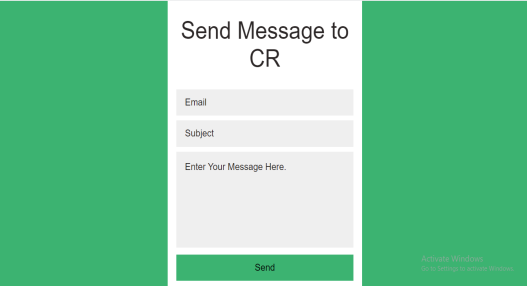 Send Message to
CR
Email
Subject
Enter Your Message Here.
Send
Activate Windows
Go to Settings to activate Windows.